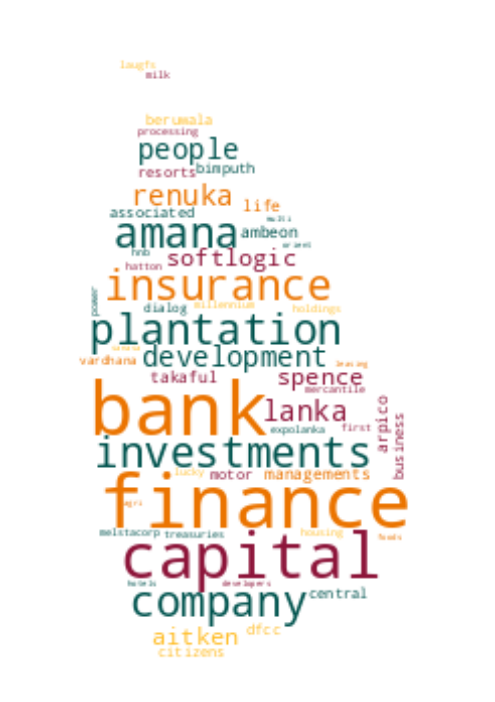 laugfs
milk
beruwala
processing
people
resorts bimputh
renuka life
associated
multi
amana ambeon
orient
hnb softlogic
hatton
insurance
power
dialog millennium holdings
plantation
vardhana development
leasing
takaful spence
mercantile
bank lanka arpico
expolanka first business
investments
lucky motor managements
finance
agri
melstacorp treasuries housing foods
capital
hotels developers
company central
aitken dfcc
citizens